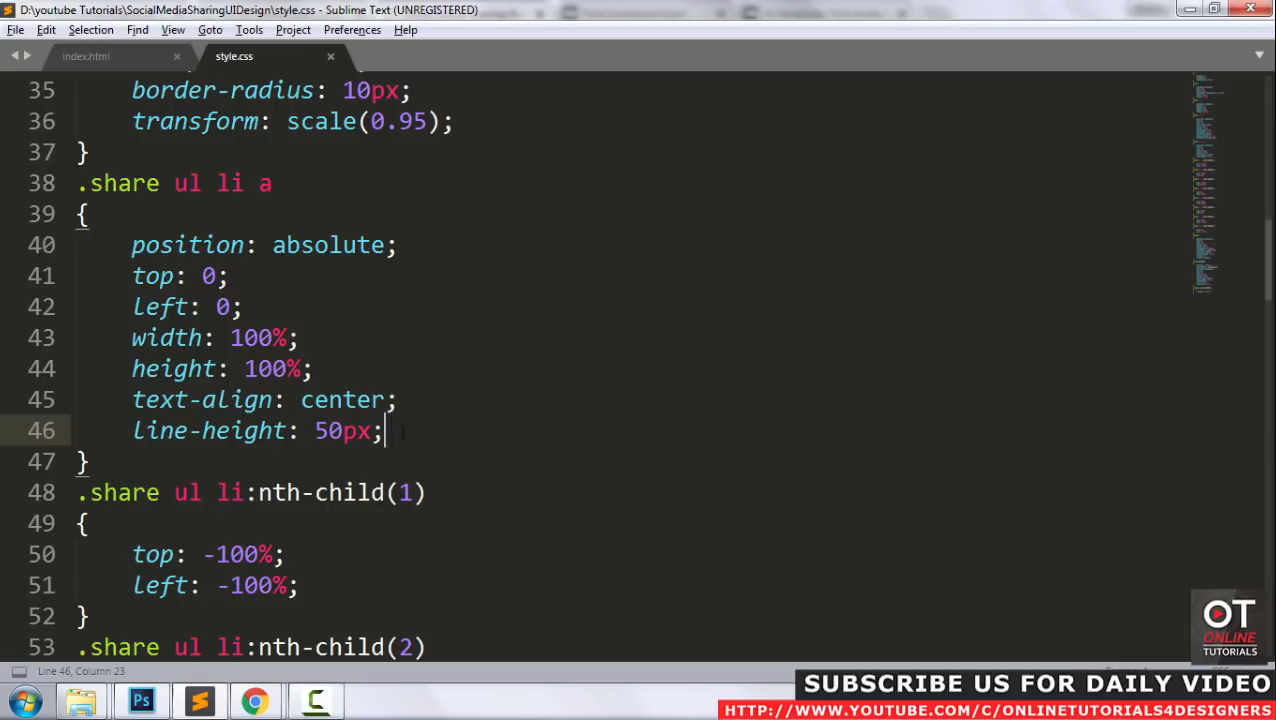 D:\youtube Tutorials\SocialMediaSharingUIDesign\style.css - Sublime Text (UNREGISTERED)
File Edit Selection Find View Goto Tools Project Preferences Help
index.html style.css
35 border-radius: 10px;
36 transform: scale(0.95);
37 }
38 .share ul li a
39 {
40 position: absolute;
41 top: 0;
42 left: 0;
43 width: 100%;
44 height: 100%;
45 text-align: center;
46 line-height: 50px;
47 }
48 .share ul li:nth-child(1)
49 {
50 top: -100%;
51 left: -100%;
52 }
53 .share ul li:nth-child(2)
OT
ONLINE
TUTORIALS
Line 46, Column 23
Ps
SUBSCRIBE US FOR DAILY VIDEO
HTTP://WWW.YOUTUBE.COM/C/ONLINETUTORIALS4DESIGNERS